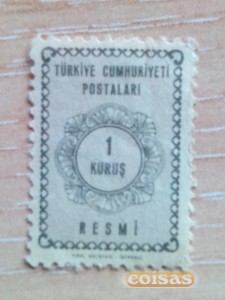 TÜRKİYE CUMHURİYETİ
POSTALARI
1
KURUŞ
RESMİ
coisas